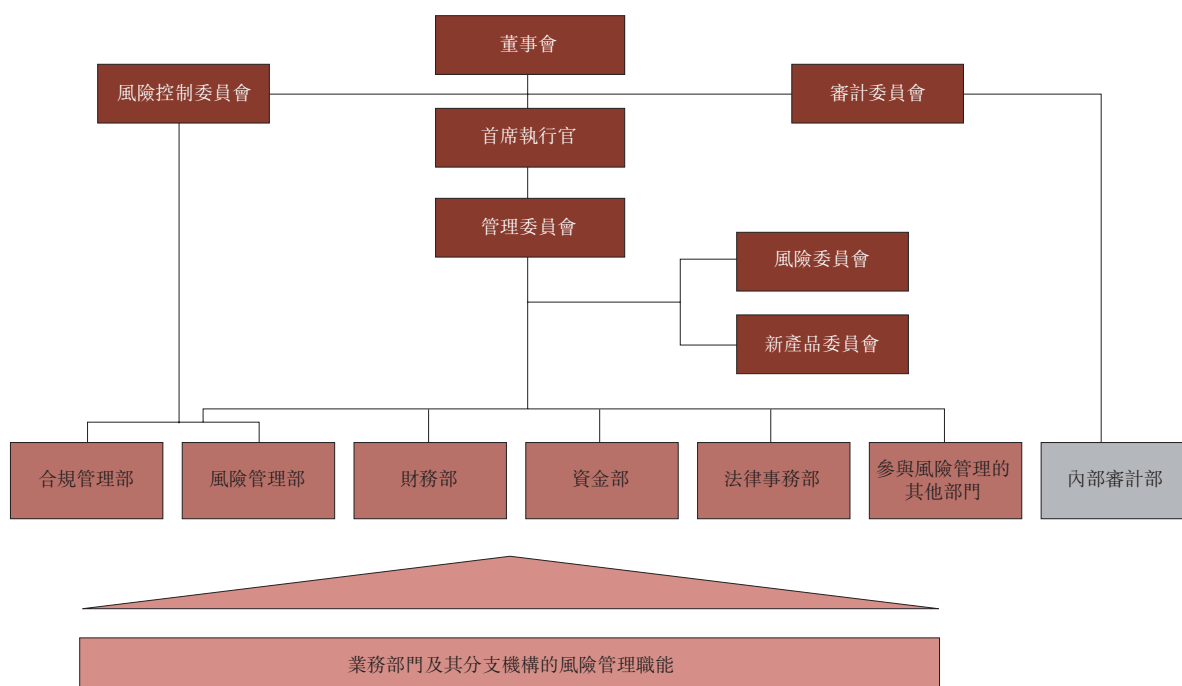 董事會
風險控制委員會
審計委員會
首席執行官
管理委員會
風險委員會
新產品委員會
合規管理部
風險管理部
財務部
資金部
法律事務部
參與風險管理的
其他部門
內部審計部
業務部門及其分支機構的風險管理職能